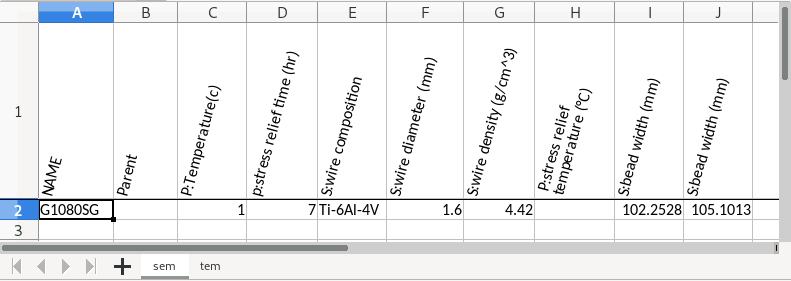 A B C D E F G H I J
1 NAME Parent P:Temperature(c) p:stress relief time (hr) S:wire composition S:wire diameter (mm) S:wire density (g/cm^3) P:stress relief temperature (°C) S:bead width (mm) S:bead width (mm)
2 G1080SG 1 7 Ti-6Al-4V 1.6 4.42 102.2528 105.1013
3
sem tem